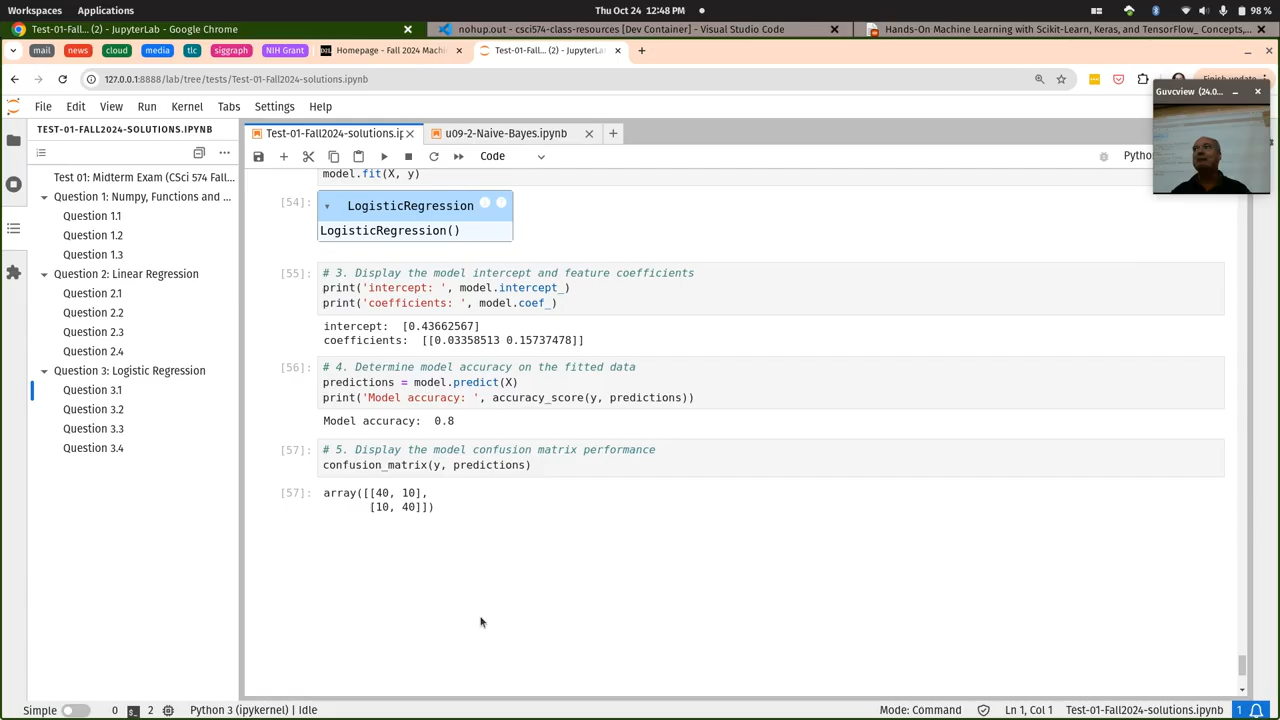 Workspaces Applications Thu Oct 24 12:48 PM 98 %
Test-01-Fall... (2) - JupyterLab - Google Chrome
nohup.out - csci574-class-resources [Dev Container] - Visual Studio Code
Hands-On Machine Learning with Scikit-Learn, Keras, and TensorFlow_ Concepts,...
mail news cloud media tlc siggraph NIH Grant Homepage - Fall 2024 Machi Test-01-Fall... (2) - JupyterLa
127.0.0.1:8888/lab/tree/tests/Test-01-Fall2024-solutions.ipynb
Guvcview (24.0...
File Edit View Run Kernel Tabs Settings Help
TEST-01-FALL2024-SOLUTIONS.IPYNB
Test-01-Fall2024-solutions.ip u09-2-Naive-Bayes.ipynb
Code
Test 01: Midterm Exam (CSci 574 Fall...
Question 1: Numpy, Functions and ...
Question 1.1
Question 1.2
Question 1.3
Question 2: Linear Regression
Question 2.1
Question 2.2
Question 2.3
Question 2.4
Question 3: Logistic Regression
Question 3.1
Question 3.2
Question 3.3
Question 3.4
model.fit(X, y)
[54]:
LogisticRegression
LogisticRegression()
[55]: # 3. Display the model intercept and feature coefficients
print('intercept: ', model.intercept_)
print('coefficients: ', model.coef_)
intercept:  [0.43662567]
coefficients:  [[0.03358513 0.15737478]]
[56]: # 4. Determine model accuracy on the fitted data
predictions = model.predict(X)
print('Model accuracy: ', accuracy_score(y, predictions))
Model accuracy:  0.8
[57]: # 5. Display the model confusion matrix performance
confusion_matrix(y, predictions)
[57]: array([[40, 10],
[10, 40]])
Simple 0 2 Python 3 (ipykernel) | Idle Mode: Command Ln 1, Col 1 Test-01-Fall2024-solutions.ipynb 1